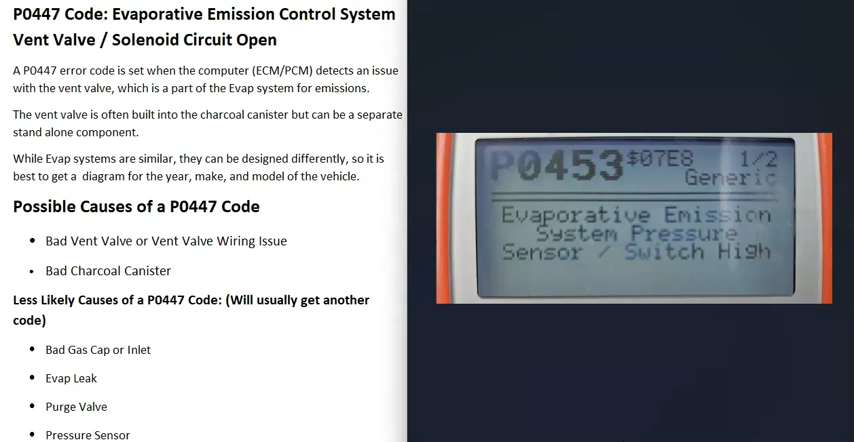 P0447 Code: Evaporative Emission Control System
Vent Valve / Solenoid Circuit Open
A P0447 error code is set when the computer (ECM/PCM) detects an issue
with the vent valve, which is a part of the Evap system for emissions.
The vent valve is often built into the charcoal canister but can be a separate
stand alone component.
While Evap systems are similar, they can be designed differently, so it is
best to get a diagram for the year, make, and model of the vehicle.
Possible Causes of a P0447 Code
• Bad Vent Valve or Vent Valve Wiring Issue
• Bad Charcoal Canister
Less Likely Causes of a P0447 Code: (Will usually get another
code)
• Bad Gas Cap or Inlet
• Evap Leak
• Purge Valve
• Pressure Sensor
P0453 $07E8 1/2
Generic
Evaporative Emission
System Pressure
Sensor / Switch High